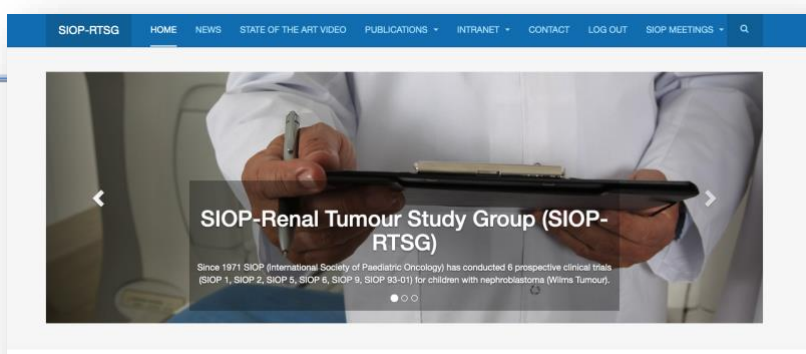 SIOP-RTSG HOME NEWS STATE OF THE ART VIDEO PUBLICATIONS INTRANET CONTACT LOG OUT SIOP MEETINGS
SIOP-Renal Tumour Study Group (SIOP-
RTSG)
Since 1971 SIOP (International Society of Paediatric Oncology) has conducted 6 prospective clinical trials
(SIOP 1, SIOP 2, SIOP 5, SIOP 6, SIOP 9, SIOP 93-01) for children with nephroblastoma (Wilms Tumour).